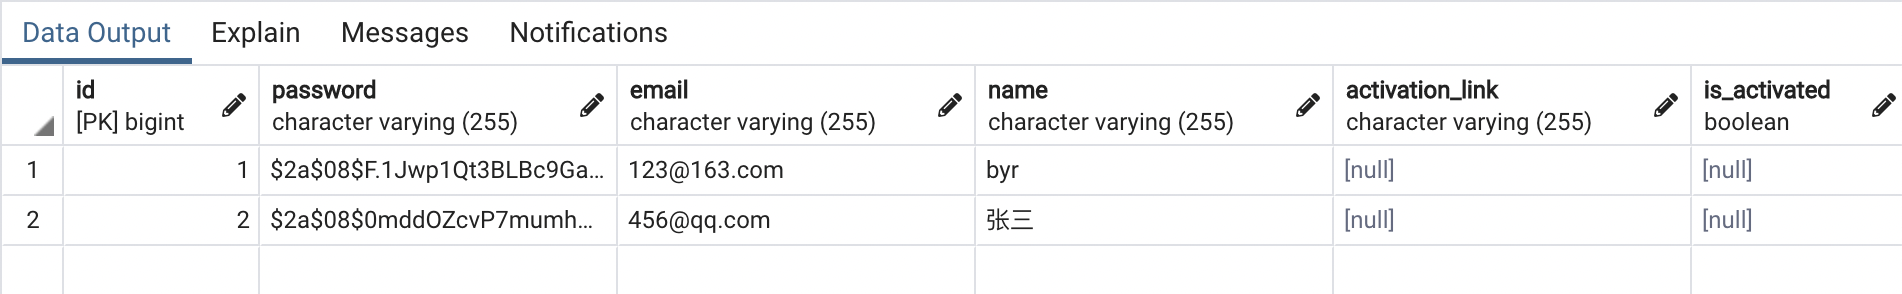 Data Output Explain Messages Notifications
id password email name activation_link is_activated
[PK] bigint character varying (255) character varying (255) character varying (255) character varying (255) boolean
1 1 $2a$08$F.1Jwp1Qt3BLBc9Ga... 123@163.com byr [null] [null]
2 2 $2a$08$0mddOZcvP7mumh... 456@qq.com 张三 [null] [null]